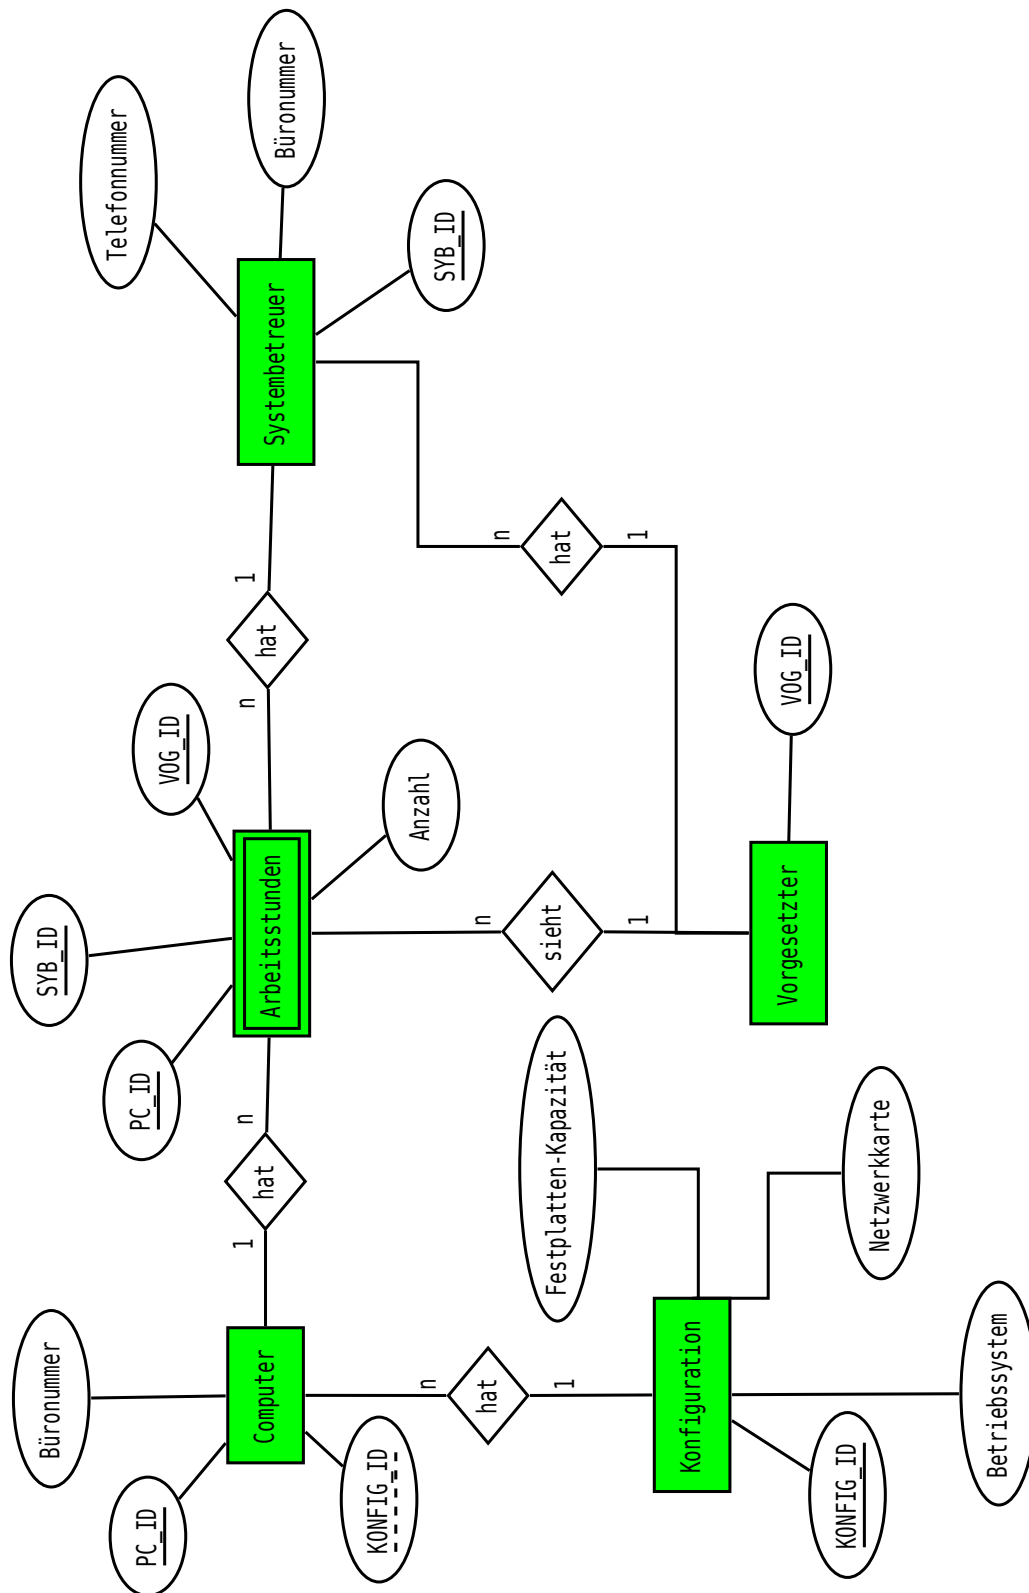 Büronummer
PC_ID
KONFIG_ID
Computer
1
hat
n
PC_ID
SYB_ID
VOG_ID
Arbeitsstunden
Anzahl
n
hat
1
Telefonnummer
Büronummer
SYB_ID
Systembetreuer
n
hat
1
n
sieht
1
n
hat
1
Festplatten-Kapazität
Konfiguration
KONFIG_ID
Netzwerkkarte
Betriebssystem
Vorgesetzter
VOG_ID